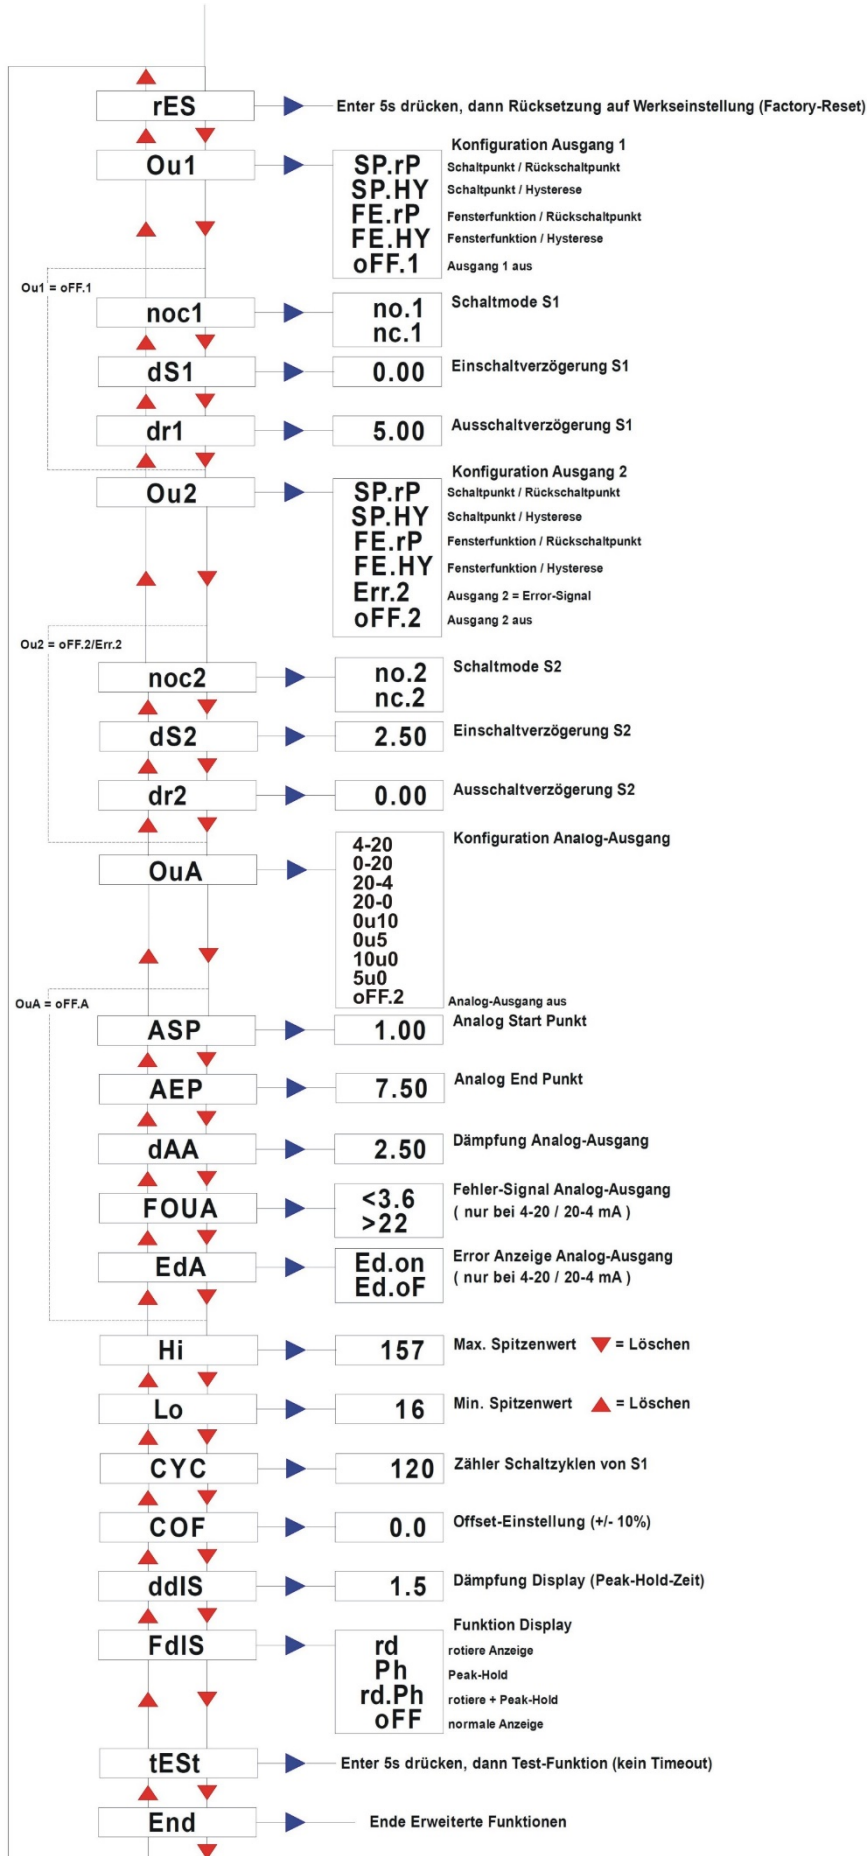 rES
Enter 5s drücken, dann Rücksetzung auf Werkseinstellung (Factory-Reset)
Ou1
Konfiguration Ausgang 1
SP.rP Schaltpunkt / Rückschaltpunkt
SP.HY Schaltpunkt / Hysterese
FE.rP Fensterfunktion / Rückschaltpunkt
FE.HY Fensterfunktion / Hysterese
oFF.1 Ausgang 1 aus
Ou1 = oFF.1
noc1
no.1
nc.1
Schaltmode S1
dS1
0.00
Einschaltverzögerung S1
dr1
5.00
Ausschaltverzögerung S1
Ou2
Konfiguration Ausgang 2
SP.rP Schaltpunkt / Rückschaltpunkt
SP.HY Schaltpunkt / Hysterese
FE.rP Fensterfunktion / Rückschaltpunkt
FE.HY Fensterfunktion / Hysterese
Err.2 Ausgang 2 = Error-Signal
oFF.2 Ausgang 2 aus
Ou2 = oFF.2/Err.2
noc2
no.2
nc.2
Schaltmode S2
dS2
2.50
Einschaltverzögerung S2
dr2
0.00
Ausschaltverzögerung S2
OuA
Konfiguration Analog-Ausgang
4-20
0-20
20-4
20-0
0u10
0u5
10u0
5u0
oFF.2 Analog-Ausgang aus
OuA = oFF.A
ASP
1.00
Analog Start Punkt
AEP
7.50
Analog End Punkt
dAA
2.50
Dämpfung Analog-Ausgang
FOUA
<3.6
>22
Fehler-Signal Analog-Ausgang
( nur bei 4-20 / 20-4 mA )
EdA
Ed.on
Ed.oF
Error Anzeige Analog-Ausgang
( nur bei 4-20 / 20-4 mA )
Hi
157
Max. Spitzenwert ▼ = Löschen
Lo
16
Min. Spitzenwert ▲ = Löschen
CYC
120
Zähler Schaltzyklen von S1
COF
0.0
Offset-Einstellung (+/- 10%)
ddIS
1.5
Dämpfung Display (Peak-Hold-Zeit)
FdIS
Funktion Display
rd rotiere Anzeige
Ph Peak-Hold
rd.Ph rotiere + Peak-Hold
oFF normale Anzeige
tESt
Enter 5s drücken, dann Test-Funktion (kein Timeout)
End
Ende Erweiterte Funktionen